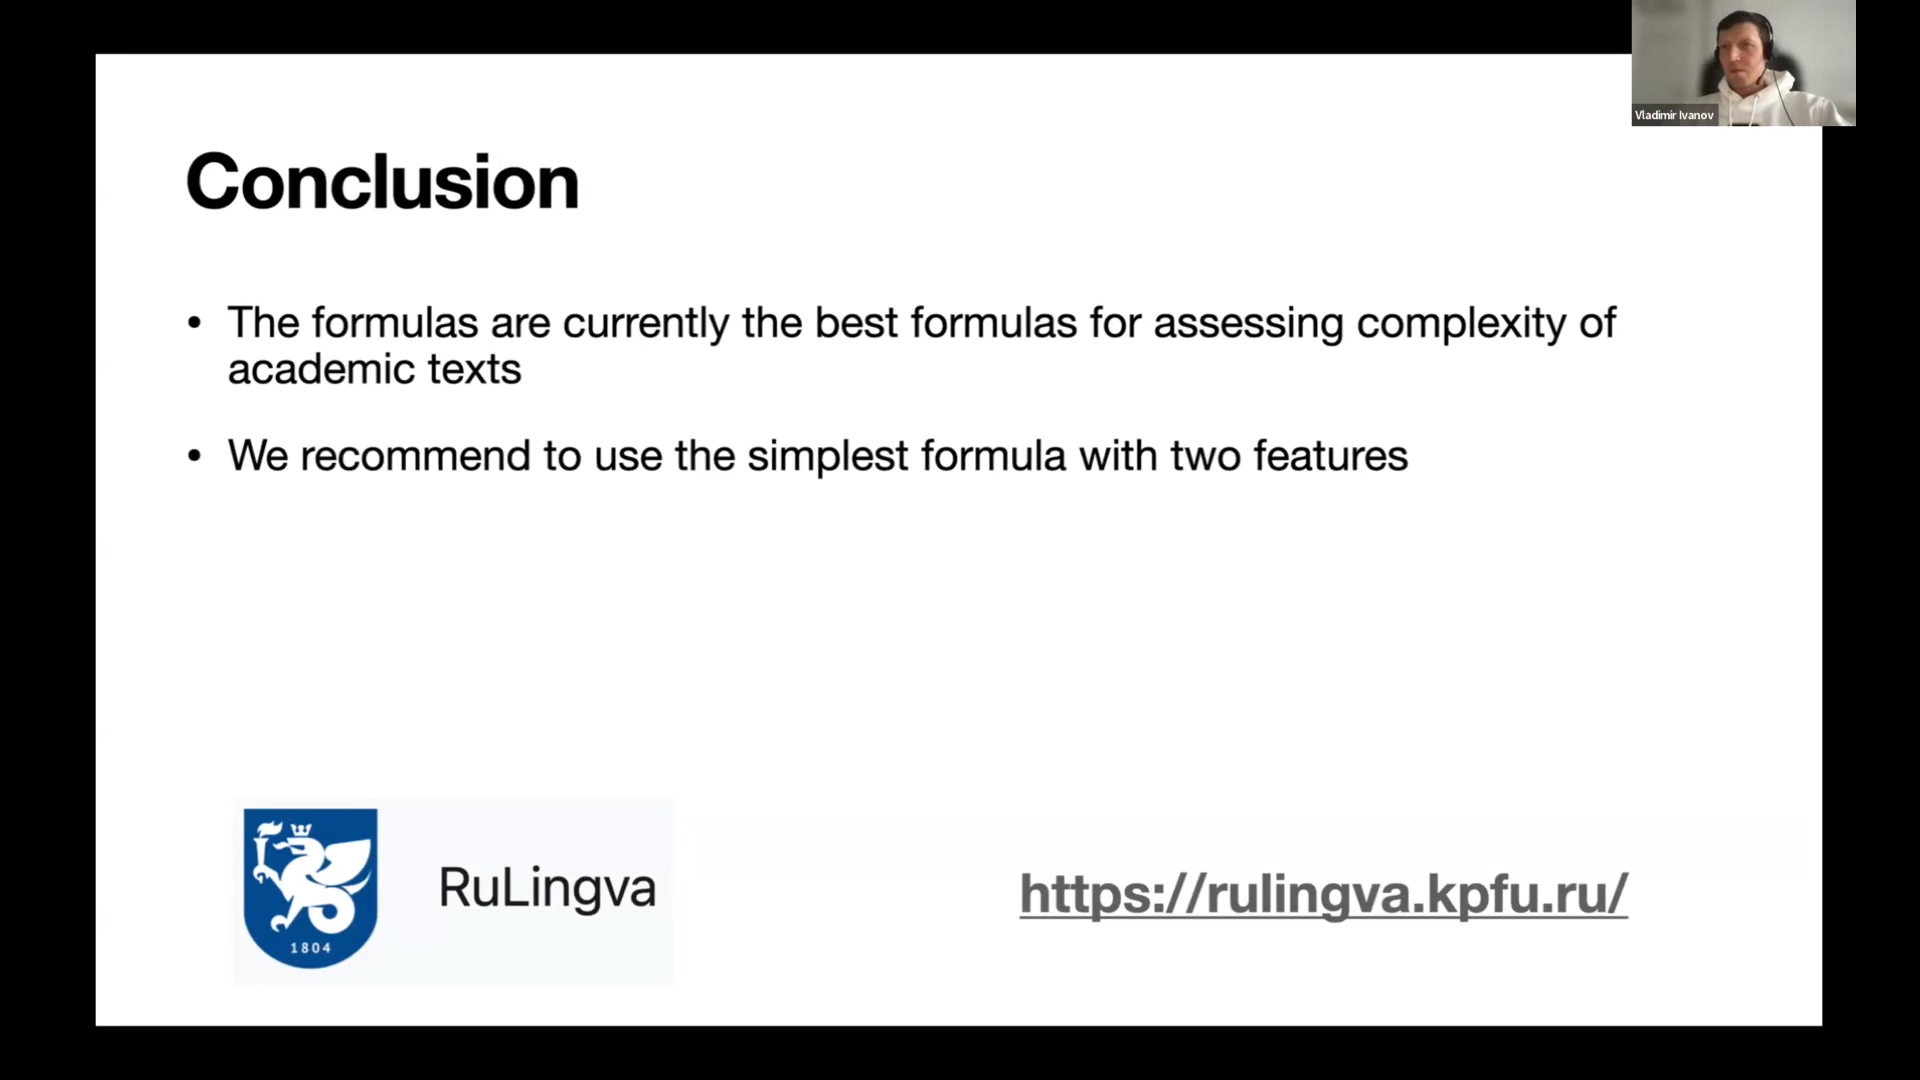 Vladimir Ivanov
Conclusion
• The formulas are currently the best formulas for assessing complexity of
academic texts
• We recommend to use the simplest formula with two features
1804
RuLingva
https://rulingva.kpfu.ru/